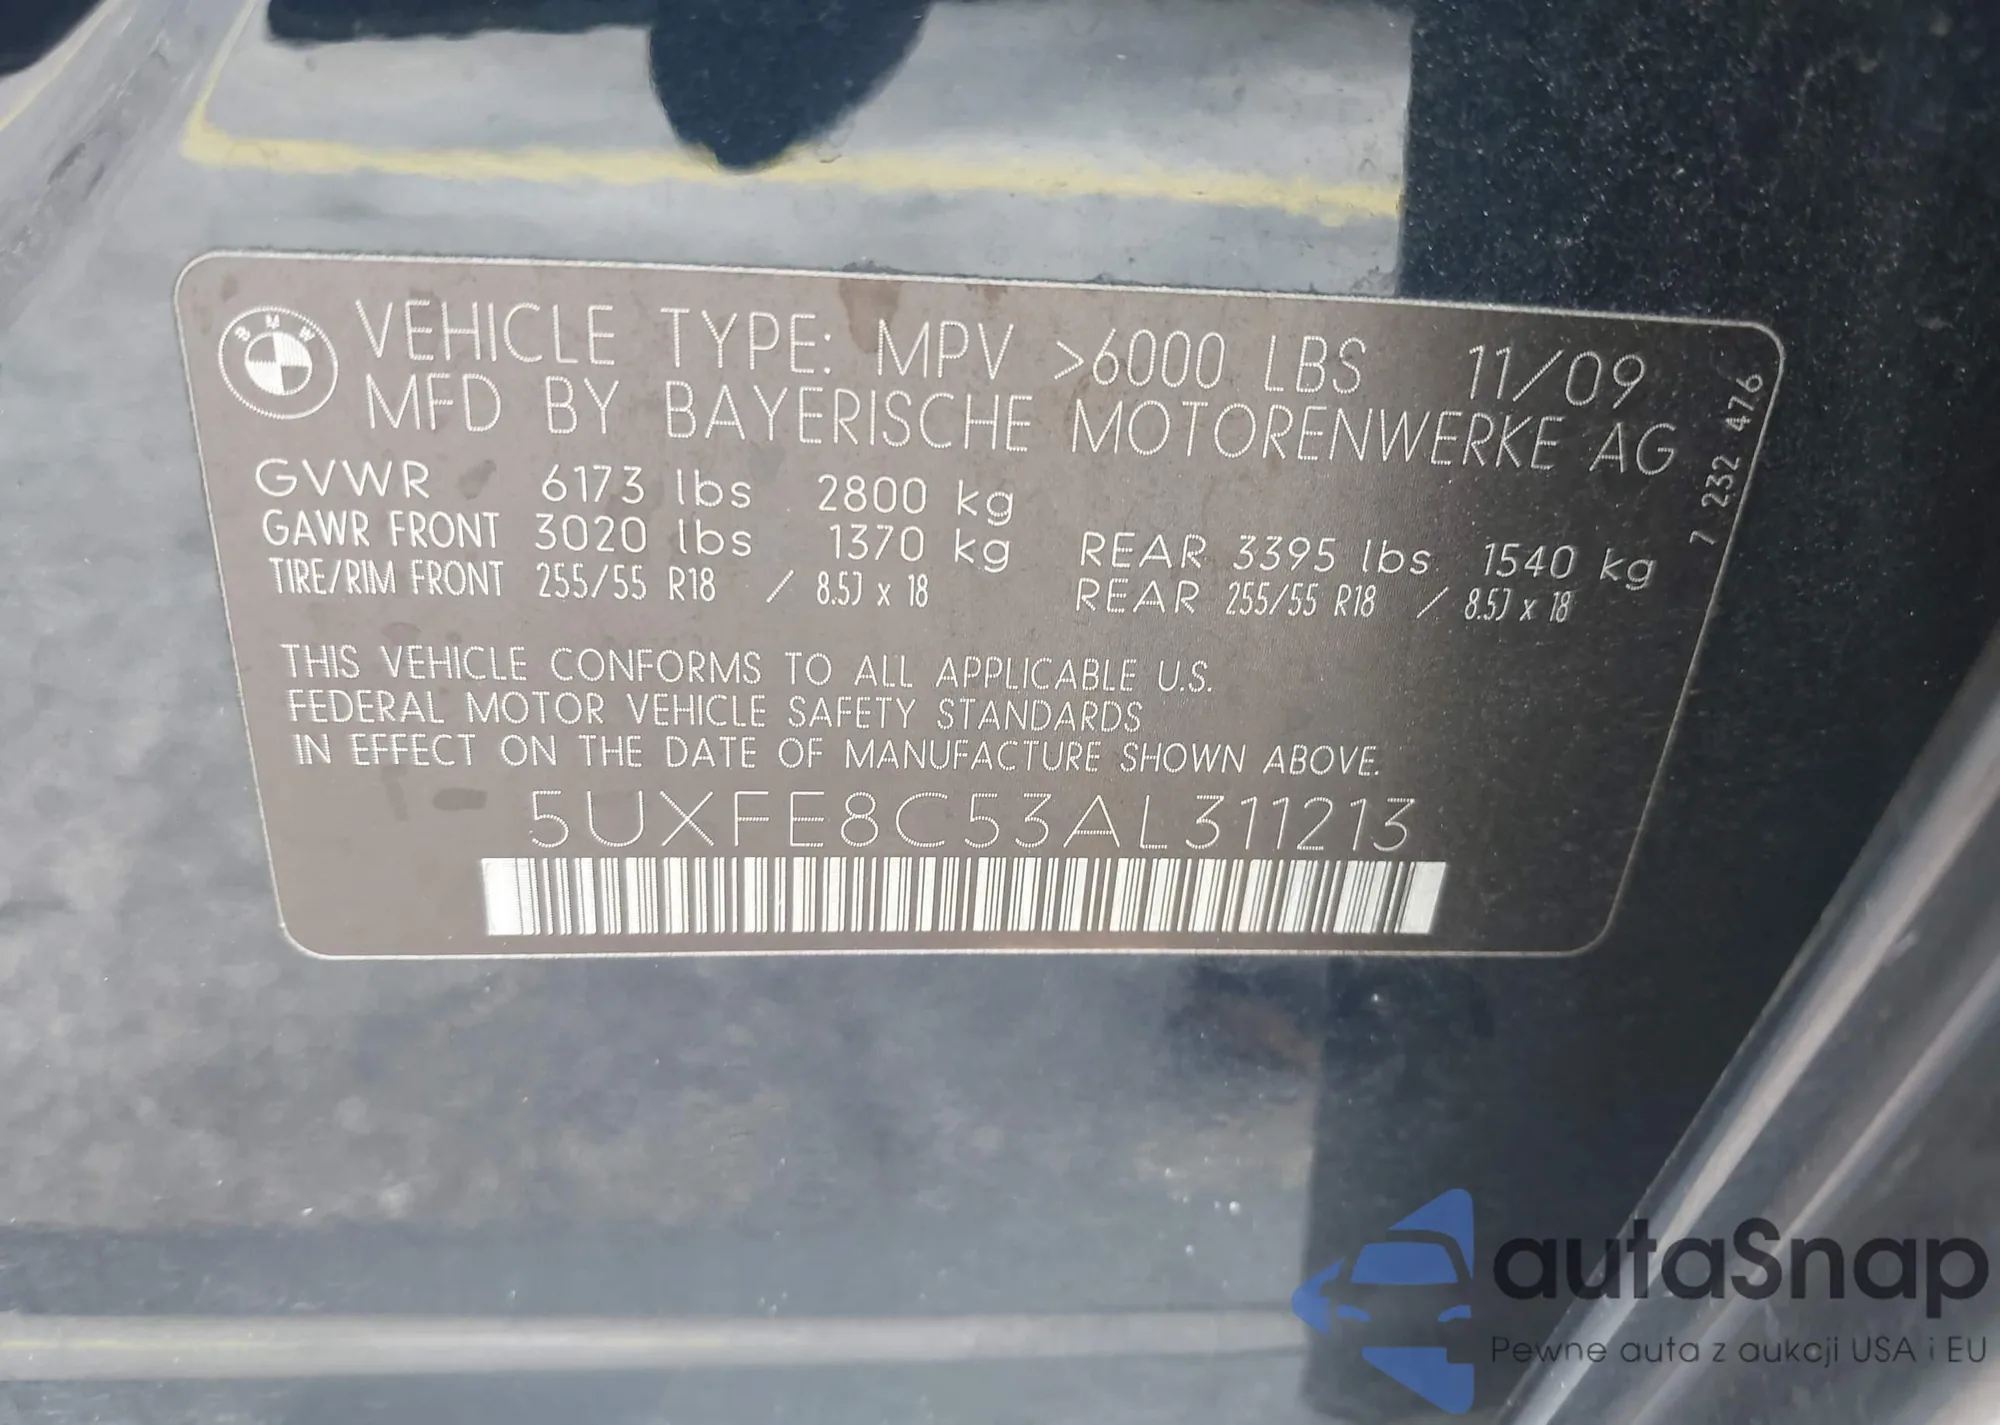 BMW
VEHICLE TYPE: MPV >6000 LBS 11/09
MFD BY BAYERISCHE MOTORENWERKE AG
7 232 476
GVWR 6173 lbs 2800 kg
GAWR FRONT 3020 lbs 1370 kg REAR 3395 lbs 1540 kg
TIRE/RIM FRONT 255/55 R18 / 8.5J x 18 REAR 255/55 R18 / 8.5J x 18
THIS VEHICLE CONFORMS TO ALL APPLICABLE U.S.
FEDERAL MOTOR VEHICLE SAFETY STANDARDS
IN EFFECT ON THE DATE OF MANUFACTURE SHOWN ABOVE.
5UXFE8C53AL311213
autaSnap
Pewne auta z aukcji USA i EU